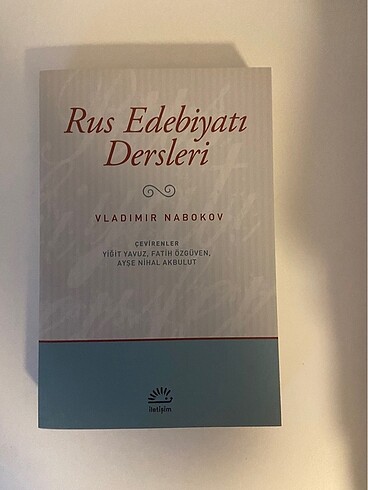 Rus Edebiyatı
Dersleri
VLADIMIR NABOKOV
ÇEVİRENLER
YİĞİT YAVUZ, FATİH ÖZGÜVEN,
AYŞE NİHAL AKBULUT
iletişim